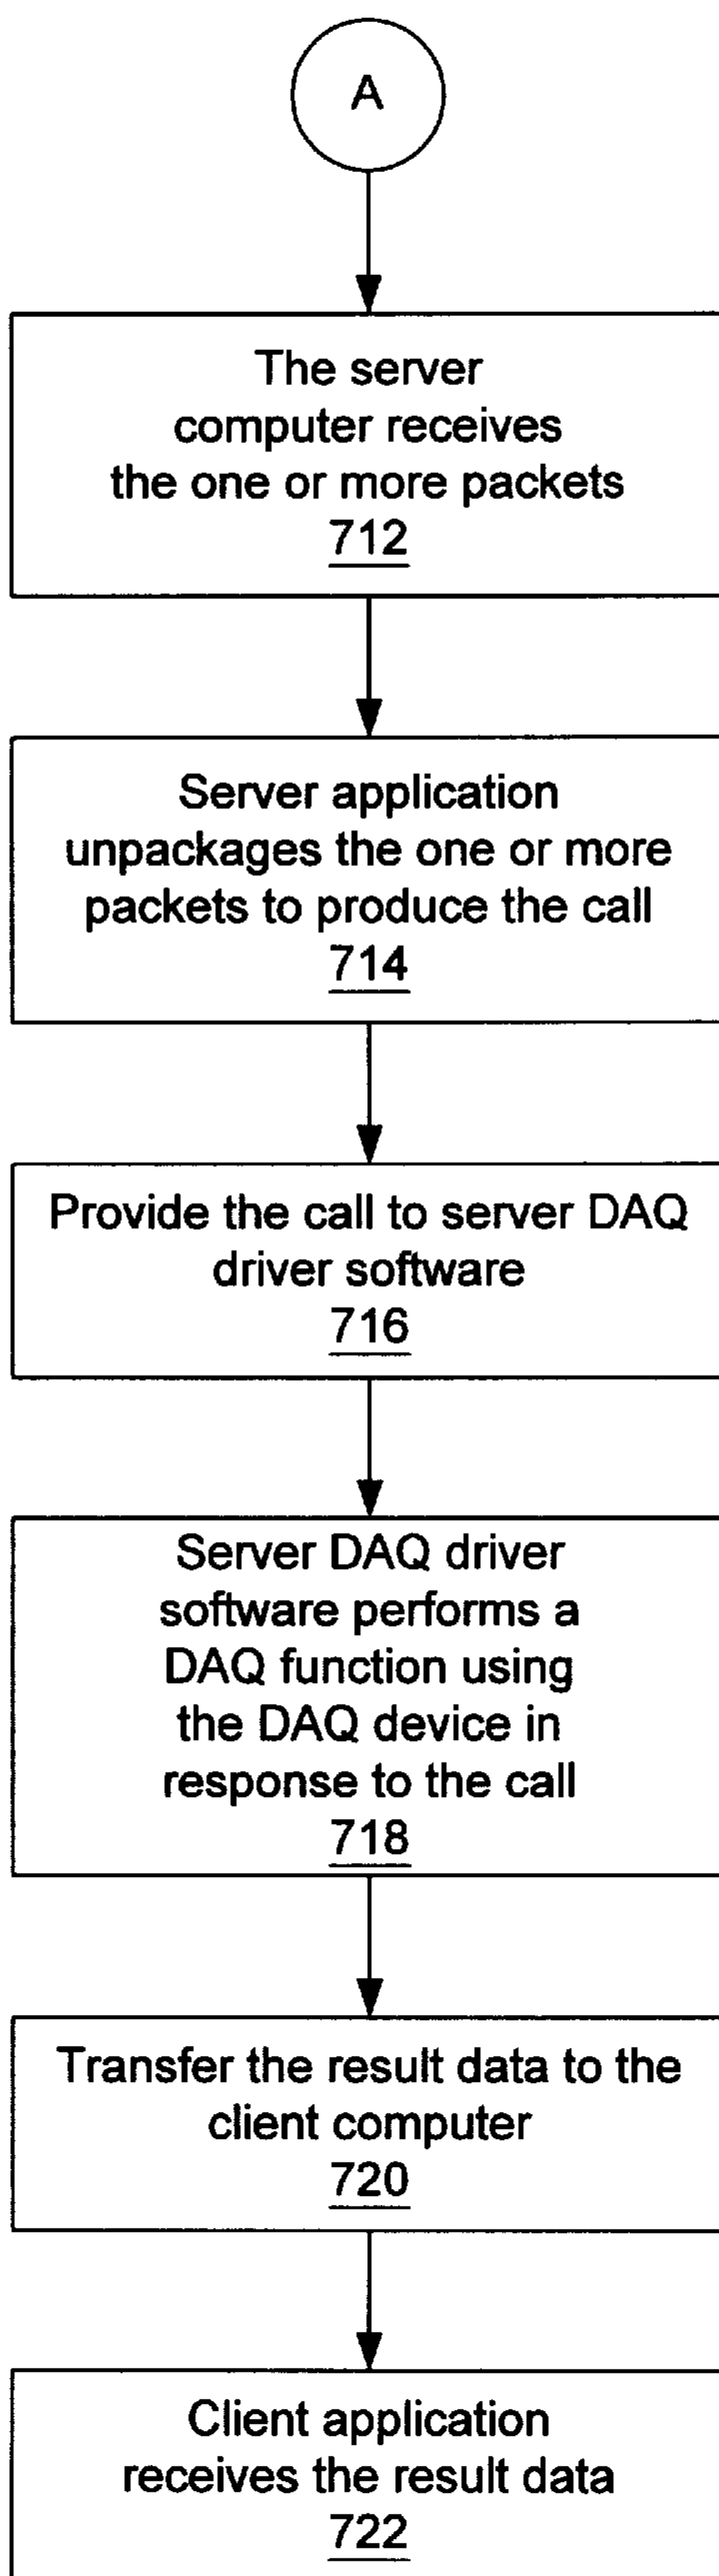 A
The server
computer receives
the one or more packets
712
Server application
unpackages the one or more
packets to produce the call
714
Provide the call to server DAQ
driver software
716
Server DAQ driver
software performs a
DAQ function using
the DAQ device in
response to the call
718
Transfer the result data to the
client computer
720
Client application
receives the result data
722